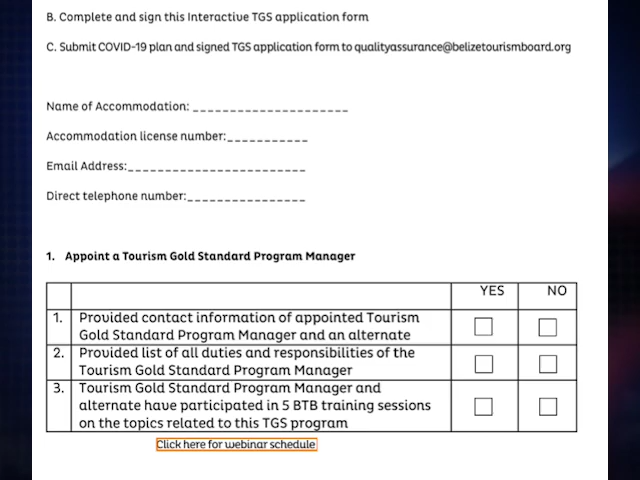 B. Complete and sign this Interactive TGS application form
C. Submit COVID-19 plan and signed TGS application form to qualityassurance@belizetourismboard.org
Name of Accommodation: _____________________
Accommodation license number:___________
Email Address:________________________
Direct telephone number:________________
1. Appoint a Tourism Gold Standard Program Manager
YES NO
1. Provided contact information of appointed Tourism
Gold Standard Program Manager and an alternate
2. Provided list of all duties and responsibilities of the
Tourism Gold Standard Program Manager
3. Tourism Gold Standard Program Manager and
alternate have participated in 5 BTB training sessions
on the topics related to this TGS program
Click here for webinar schedule